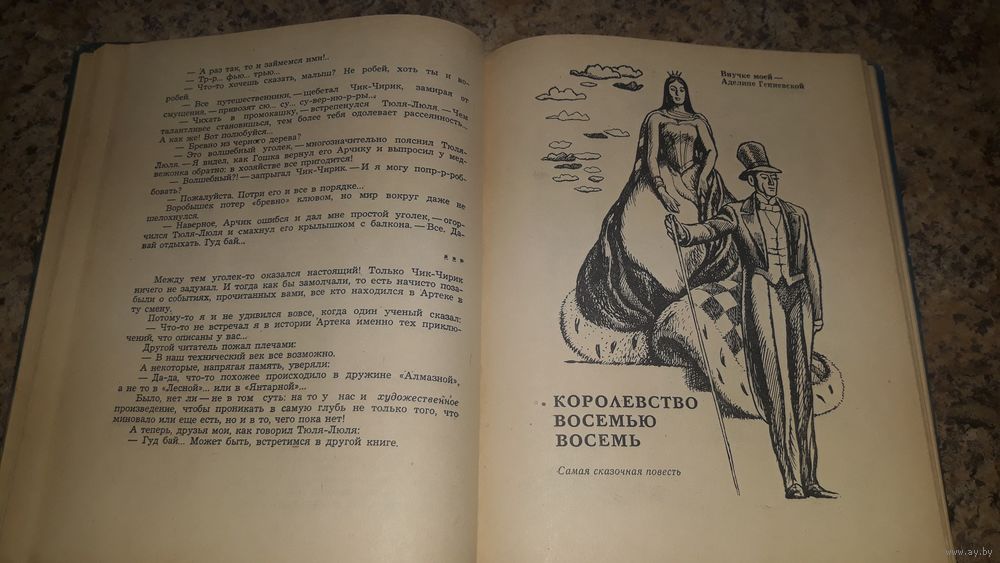 — А раз так, то и займемся ими!..
— Тр-р... фью... трью...
— Что-то хочешь сказать, малыш? Не робей, хоть ты и во-
робей.
— Все путешественники, — щебетал Чик-Чирик, замирая от
смущения, — привозят сю... су... су-вер-ню-р-ры...
— Чихать в промокашку, — встрепенулся Тюля-Люля. — Чем
талантливее становишься, тем более тебя одолевает рассеянность...
А как же! Вот полюбуйся...
— Бревно из черного дерева?
— Это волшебный уголек, — многозначительно пояснил Тюля-
Люля. — Я видел, как Гошка вернул его Арчику и выпросил у мед-
вежонка обратно: в хозяйстве все пригодится!
— Волшебный?! — запрыгал Чик-Чирик. — И я могу попр-р-роб-
бовать?
— Пожалуйста. Потри его и все в порядке...
Воробышек потер «бревно» клювом, но мир вокруг даже не
шелохнулся.
— Наверное, Арчик ошибся и дал мне простой уголек, — огор-
чился Тюля-Люля и смахнул его крылышком с балкона. — Все. Да-
вай отдыхать. Гуд бай...
* * *
Между тем уголек-то оказался настоящий! Только Чик-Чирик
ничего не задумал. И тогда как бы замолчали, то есть начисто поза-
были о событиях, прочитанных вами, все кто находился в Артеке в
ту смену.
Потому-то я и не удивился вовсе, когда один ученый сказал:
— Что-то не встречал я в истории Артека именно тех приклю-
чений, что описаны у вас...
Другой читатель пожал плечами:
— В наш технический век все возможно.
А некоторые, напрягая память, уверяли:
— Да-да, что-то похожее происходило в дружине «Алмазной»,
а не то в «Лесной»... или в «Янтарной»...
Было, нет ли — не в том суть: на то у нас и художественное
произведение, чтобы проникать в самую глубь не только того, что
миновало или еще есть, но и в то, чего пока нет!
А теперь, друзья мои, как говорил Тюля-Люля:
— Гуд бай... Может быть, встретимся в другой книге.
Внучке моей —
Аделине Гениевской
КОРОЛЕВСТВО
ВОСЕМЬЮ
ВОСЕМЬ
Самая сказочная повесть
www.ay.by